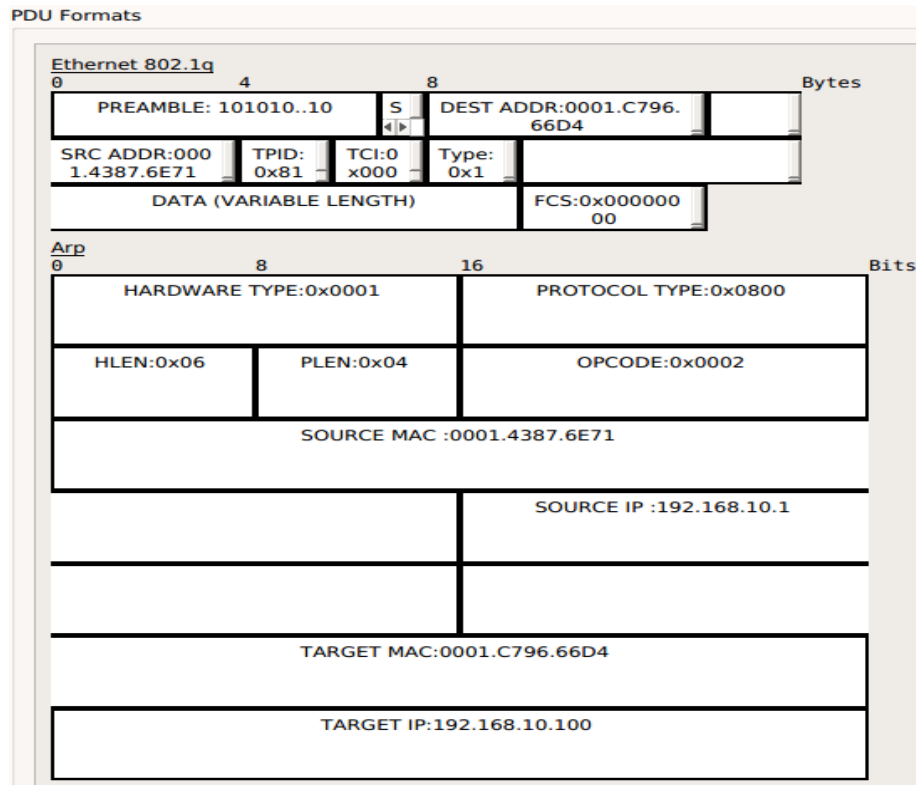 PDU Formats
Ethernet 802.1q
0 4 8 Bytes
PREAMBLE: 101010..10 S DEST ADDR:0001.C796.
66D4
SRC ADDR:000 TPID: TCI:0 Type:
1.4387.6E71 0x81 x000 0x1
DATA (VARIABLE LENGTH) FCS:0x000000
00
Arp
0 8 16 Bits
HARDWARE TYPE:0x0001 PROTOCOL TYPE:0x0800
HLEN:0x06 PLEN:0x04 OPCODE:0x0002
SOURCE MAC :0001.4387.6E71
SOURCE IP :192.168.10.1
TARGET MAC:0001.C796.66D4
TARGET IP:192.168.10.100